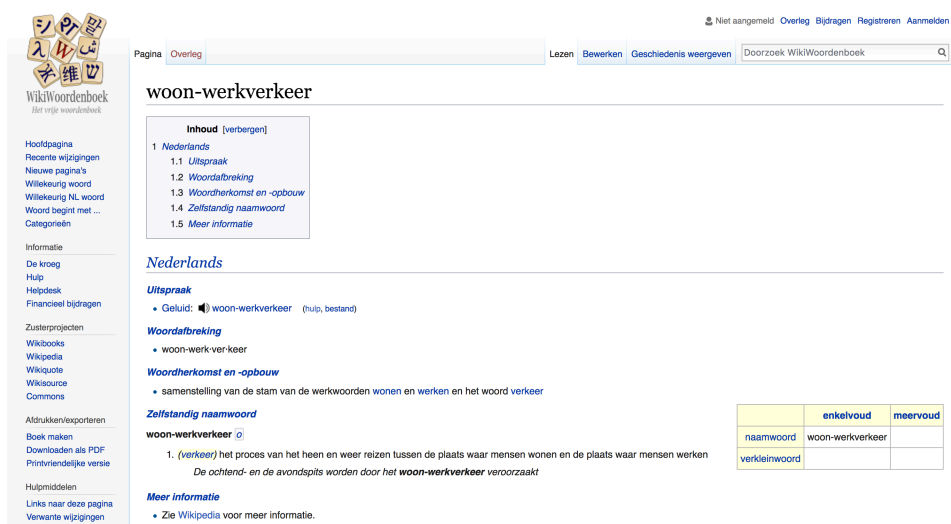 Niet aangemeld Overleg Bijdragen Registreren Aanmelden
Pagina Overleg Lezen Bewerken Geschiedenis weergeven Doorzoek WikiWoordenboek
シ ❘ શ ❘ 말
λ W ش
维 ש
WikiWoordenboek
Het vrije woordenboek
Hoofdpagina
Recente wijzigingen
Nieuwe pagina's
Willekeurig woord
Willekeurig NL woord
Woord begint met ...
Categorieën
Informatie
De kroeg
Hulp
Helpdesk
Financieel bijdragen
Zusterprojecten
Wikibooks
Wikipedia
Wikiquote
Wikisource
Commons
Afdrukken/exporteren
Boek maken
Downloaden als PDF
Printvriendelijke versie
Hulpmiddelen
Links naar deze pagina
Verwante wijzigingen
woon-werkverkeer
Inhoud [verbergen]
1 Nederlands
1.1 Uitspraak
1.2 Woordafbreking
1.3 Woordherkomst en -opbouw
1.4 Zelfstandig naamwoord
1.5 Meer informatie
Nederlands
Uitspraak
• Geluid: woon-werkverkeer (hulp, bestand)
Woordafbreking
• woon-werk·ver·keer
Woordherkomst en -opbouw
• samenstelling van de stam van de werkwoorden wonen en werken en het woord verkeer
Zelfstandig naamwoord
woon-werkverkeer o
1. (verkeer) het proces van het heen en weer reizen tussen de plaats waar mensen wonen en de plaats waar mensen werken
De ochtend- en de avondspits worden door het woon-werkverkeer veroorzaakt
enkelvoud meervoud
naamwoord woon-werkverkeer
verkleinwoord
Meer informatie
• Zie Wikipedia voor meer informatie.